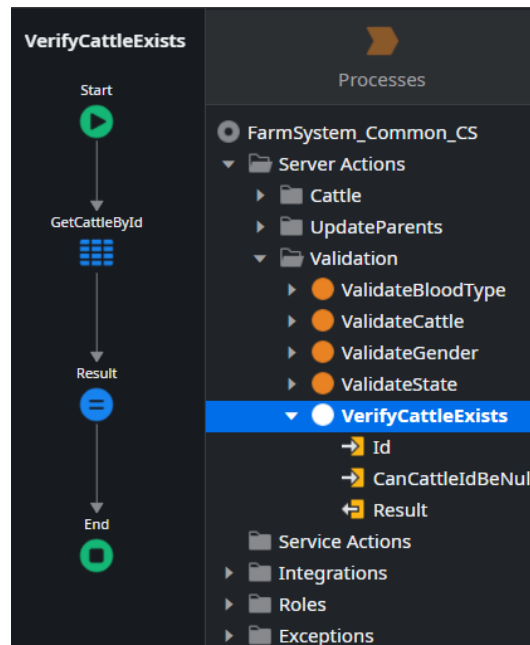 VerifyCattleExists
Start
GetCattleById
Result
End
Processes
FarmSystem_Common_CS
Server Actions
Cattle
UpdateParents
Validation
ValidateBloodType
ValidateCattle
ValidateGender
ValidateState
VerifyCattleExists
Id
CanCattleIdBeNul
Result
Service Actions
Integrations
Roles
Exceptions